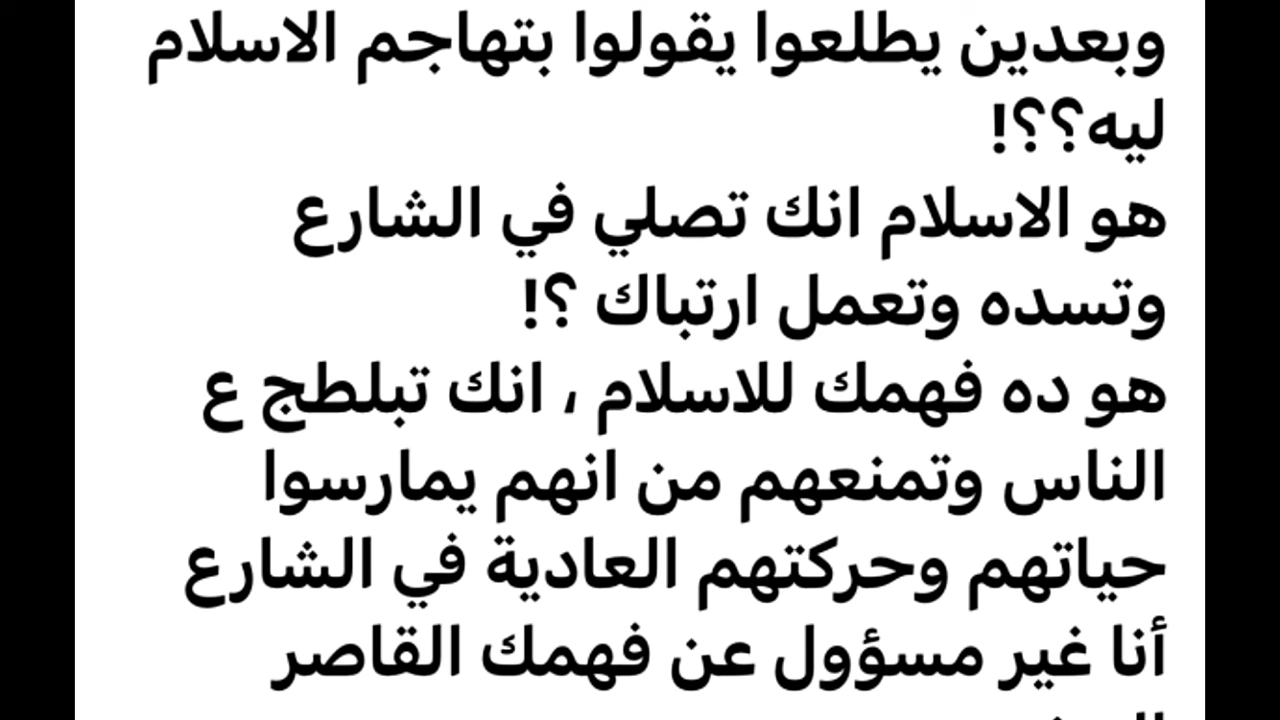 وبعدين يطلعوا يقولوا بتهاجم الاسلام
ليه؟؟!
هو الاسلام انك تصلي في الشارع
وتسده وتعمل ارتباك ؟!
هو ده فهمك للاسلام ، انك تبلطج ع
الناس وتمنعهم من انهم يمارسوا
حياتهم وحركتهم العادية في الشارع
أنا غير مسؤول عن فهمك القاصر